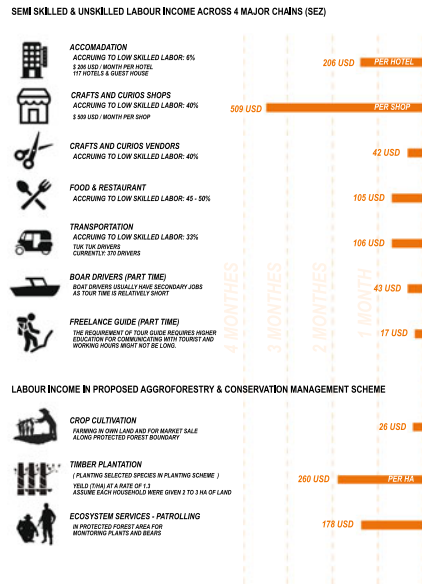 SEMI SKILLED & UNSKILLED LABOUR INCOME ACROSS 4 MAJOR CHAINS (SEZ)
ACCOMADATION
ACCRUING TO LOW SKILLED LABOR: 6%
$ 206 USD / MONTH PER HOTEL
117 HOTELS & GUEST HOUSE
206 USD
PER HOTEL
CRAFTS AND CURIOS SHOPS
ACCRUING TO LOW SKILLED LABOR: 40%
$ 509 USD / MONTH PER SHOP
509 USD
PER SHOP
CRAFTS AND CURIOS VENDORS
ACCRUING TO LOW SKILLED LABOR: 40%
42 USD
FOOD & RESTAURANT
ACCRUING TO LOW SKILLED LABOR: 45 - 50%
105 USD
TRANSPORTATION
ACCRUING TO LOW SKILLED LABOR: 33%
TUK TUK DRIVERS
CURRENTLY: 370 DRIVERS
106 USD
BOAR DRIVERS (PART TIME)
BOAT DRIVERS USUALLY HAVE SECONDARY JOBS
AS TOUR TIME IS RELATIVELY SHORT
43 USD
FREELANCE GUIDE (PART TIME)
THE REQUIREMENT OF TOUR GUIDE REQUIRES HIGHER
EDUCATION FOR COMMUNICATING WITH TOURIST AND
WORKING HOURS MIGHT NOT BE LONG.
17 USD
4 MONTHES
3 MONTHES
2 MONTHS
1 MONTH
LABOUR INCOME IN PROPOSED AGGROFORESTRY & CONSERVATION MANAGEMENT SCHEME
CROP CULTIVATION
FARMING IN OWN LAND AND FOR MARKET SALE
ALONG PROTECTED FOREST BOUNDARY
26 USD
TIMBER PLANTATION
( PLANTING SELECTED SPECIES IN PLANTING SCHEME )
YEILD (T/HA) AT A RATE OF 1.3
ASSUME EACH HOUSEHOLD WERE GIVEN 2 TO 3 HA OF LAND
260 USD
PER HA
ECOSYSTEM SERVICES - PATROLLING
IN PROTECTED FOREST AREA FOR
MONITORING PLANTS AND BEARS
178 USD